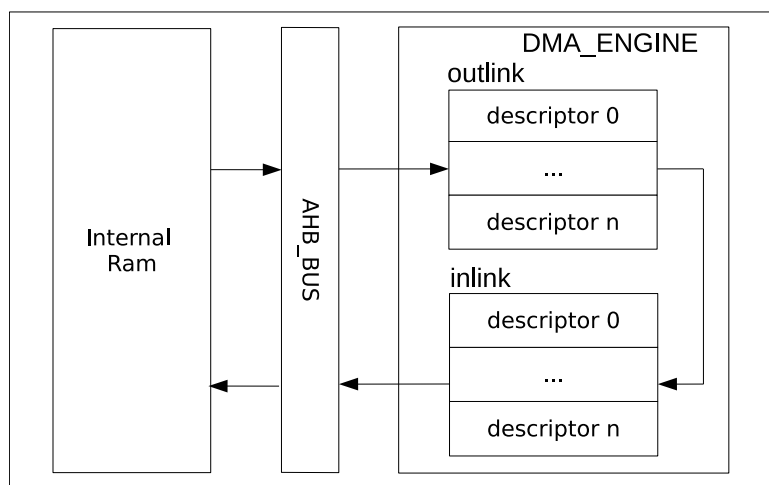 DMA_ENGINE
outlink
descriptor 0
...
descriptor n
Internal
Ram
AHB_BUS
inlink
descriptor 0
...
descriptor n